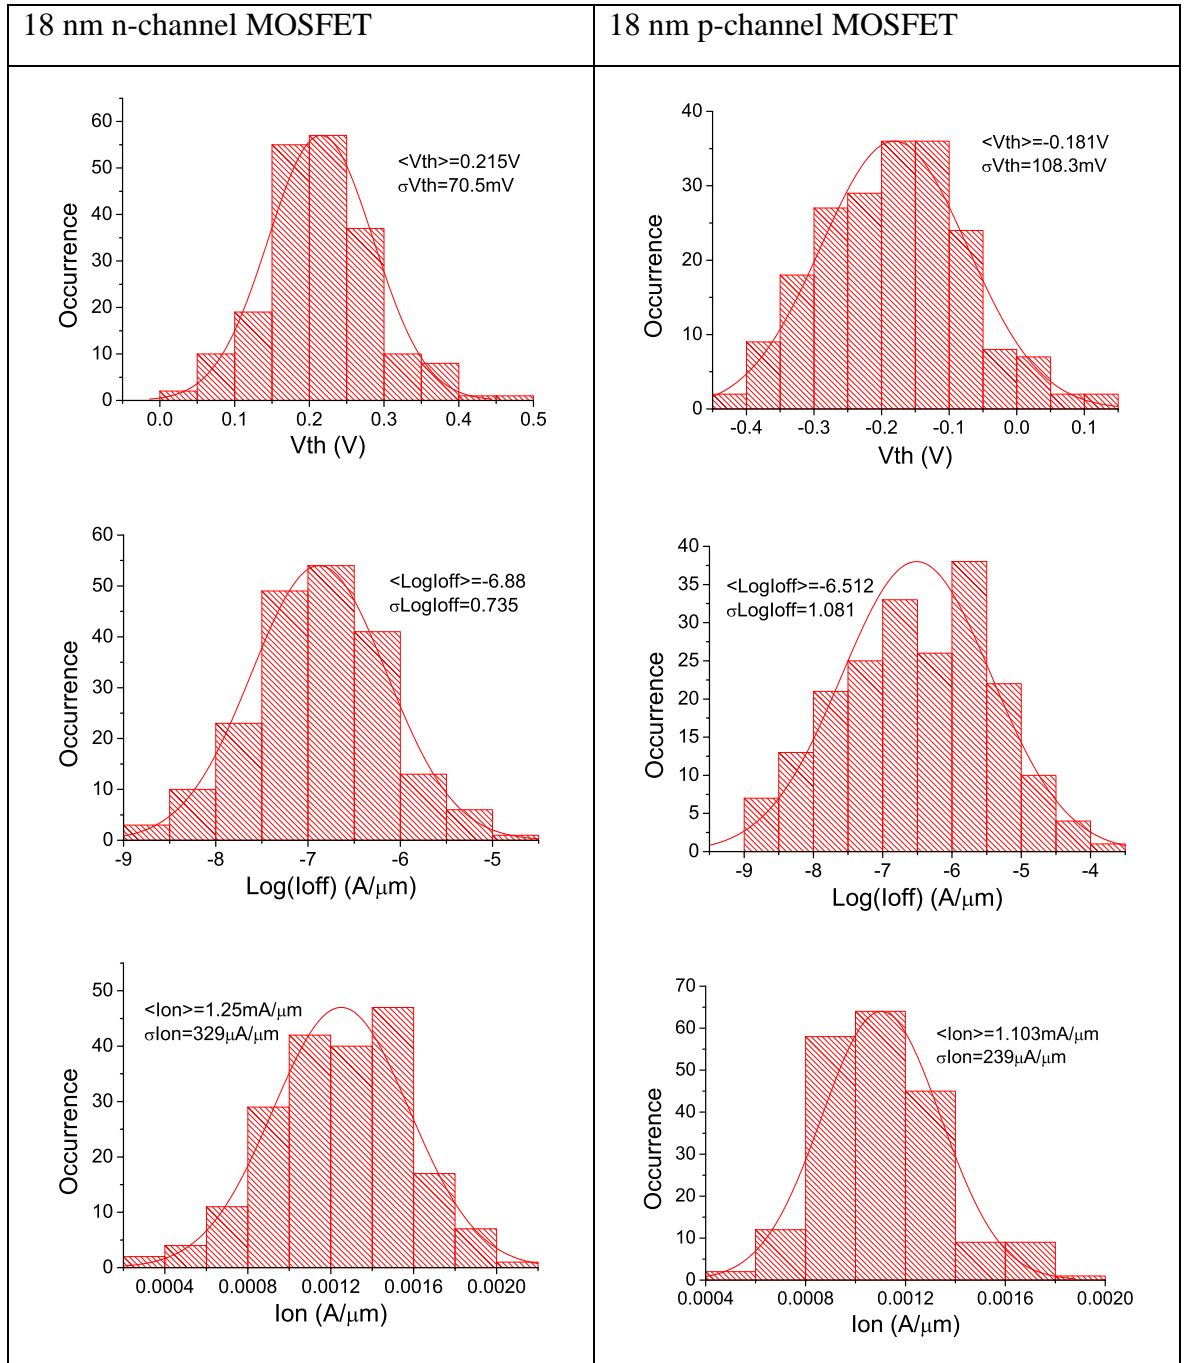 18 nm n-channel MOSFET
18 nm p-channel MOSFET
60
50
40
30
20
10
0
Occurrence
<Vth>=0.215V
σVth=70.5mV
0.0 0.1 0.2 0.3 0.4 0.5
Vth (V)
40
30
20
10
0
Occurrence
<Vth>=-0.181V
σVth=108.3mV
-0.4 -0.3 -0.2 -0.1 0.0 0.1
Vth (V)
60
50
40
30
20
10
0
Occurrence
<LogIoff>=-6.88
σLogIoff=0.735
-9 -8 -7 -6 -5
Log(Ioff) (A/μm)
40
35
30
25
20
15
10
5
0
Occurrence
<LogIoff>=-6.512
σLogIoff=1.081
-9 -8 -7 -6 -5 -4
Log(Ioff) (A/μm)
50
40
30
20
10
0
Occurrence
<Ion>=1.25mA/μm
σIon=329μA/μm
0.0004 0.0008 0.0012 0.0016 0.0020
Ion (A/μm)
70
60
50
40
30
20
10
0
Occurrence
<Ion>=1.103mA/μm
σIon=239μA/μm
0.0004 0.0008 0.0012 0.0016 0.0020
Ion (A/μm)